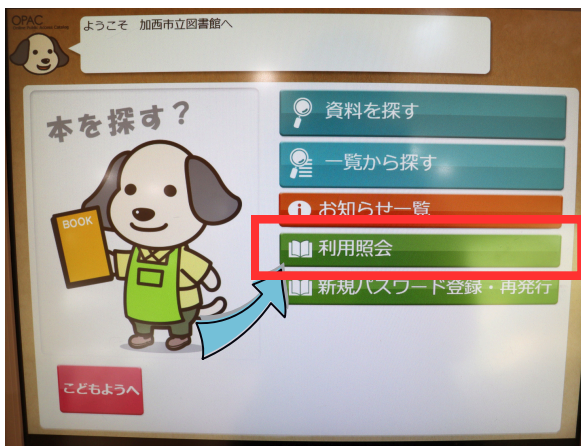 OPAC
ようこそ 加西市立図書館へ
本を探す?
BOOK
資料を探す
一覧から探す
お知らせ一覧
利用照会
新規パスワード登録・再発行
こどもようへ